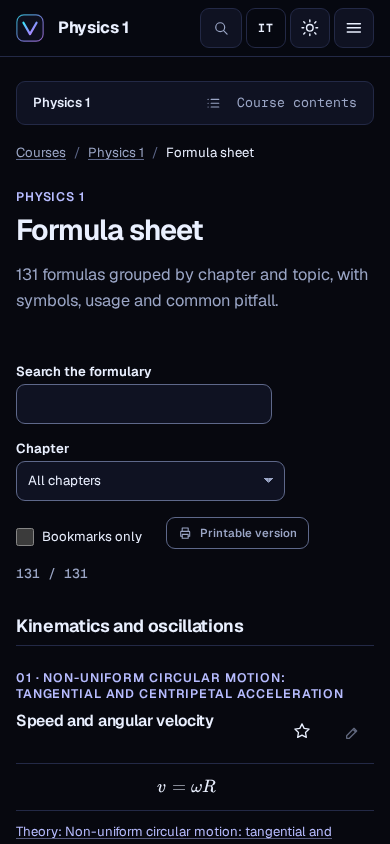 Physics 1
IT
Physics 1
Course contents
Courses / Physics 1 / Formula sheet
PHYSICS 1
Formula sheet
131 formulas grouped by chapter and topic, with
symbols, usage and common pitfall.
Search the formulary
Chapter
All chapters
Bookmarks only
Printable version
131 / 131
Kinematics and oscillations
01 · NON-UNIFORM CIRCULAR MOTION:
TANGENTIAL AND CENTRIPETAL ACCELERATION
Speed and angular velocity
v = ωR
Theory: Non-uniform circular motion: tangential and